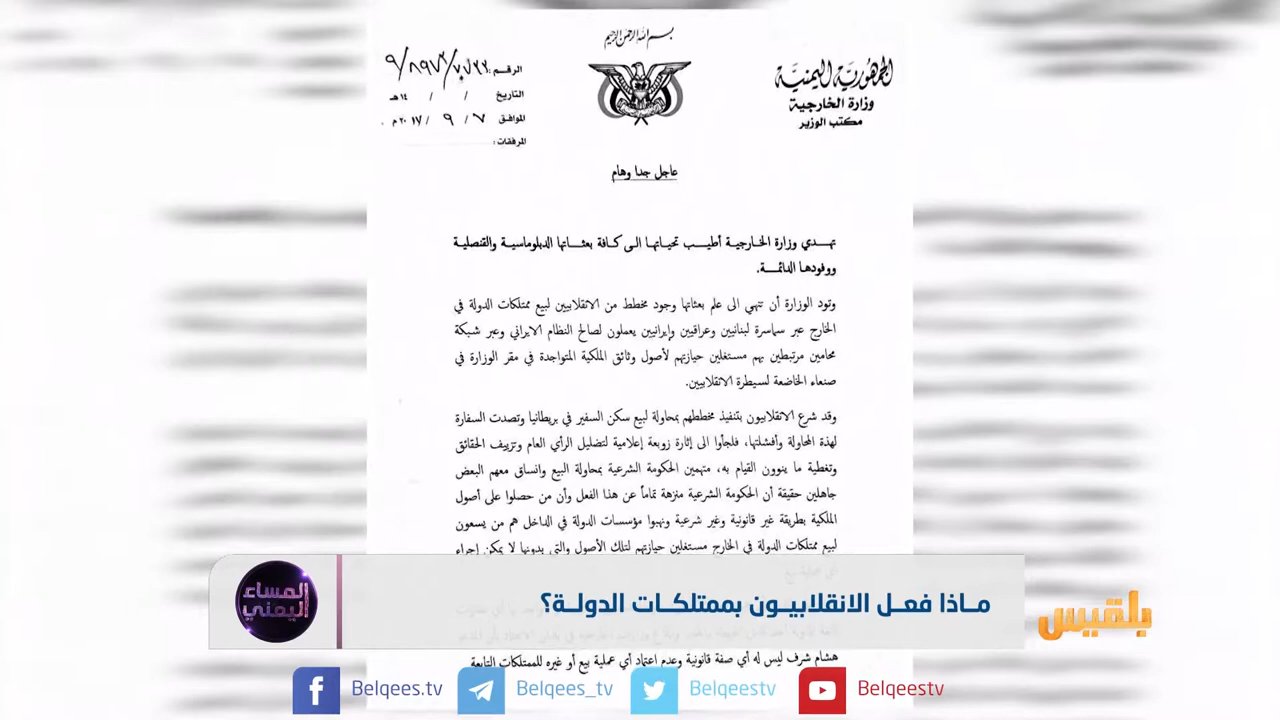 بسم الله الرحمن الرحيم
الجمهورية اليمنية
وزارة الخارجية
مكتب الوزير
الرقم:
التاريخ / / ١٤هـ
الموافق ٧ / ٩ / ٢٠١٧م
المرفقات:
عاجل جدا وهام
تهدي وزارة الخارجية أطيب تحياتها الى كافة بعثاتها الدبلوماسية والقنصلية
ووفودها الدائمة.
وتود الوزارة أن تنهي الى علم بعثاتها وجود مخطط من الانقلابيين لبيع ممتلكات الدولة في
الخارج عبر سماسرة لبنانيين وعراقيين وإيرانيين يعملون لصالح النظام الايراني وعبر شبكة
محامين مرتبطين بهم مستغلين حيازتهم لأصول وثائق الملكية المتواجدة في مقر الوزارة في
صنعاء الخاضعة لسيطرة الانقلابيين.
وقد شرع الانقلابيون بتنفيذ مخططهم بمحاولة لبيع سكن السفير في بريطانيا وتصدت السفارة
لهذة المحاولة وأفشلتها، فلجأوا الى إثارة زوبعة إعلامية لتضليل الرأي العام وتزييف الحقائق
وتغطية ما ينوون القيام به، متهمين الحكومة الشرعية بمحاولة البيع وانساق معهم البعض
جاهلين حقيقة أن الحكومة الشرعية منزهة تماماً عن هذا الفعل وأن من حصلوا على أصول
الملكية بطريقة غير قانونية وغير شرعية ونهبوا مؤسسات الدولة في الداخل هم من يسعون
لبيع ممتلكات الدولة في الخارج مستغلين حيازتهم لتلك الأصول والتي بدونها لا يمكن إجراء
أي عملية بيع
المساء
اليمني
ماذا فعل الانقلابيون بممتلكات الدولة؟
بلقيس
هشام شرف ليس له أي صفة قانونية وعدم اعتماد أي عملية بيع أو غيره للممتلكات التابعة
Belqees.tv
Belqees_tv
Belqeestv
Belqeestv